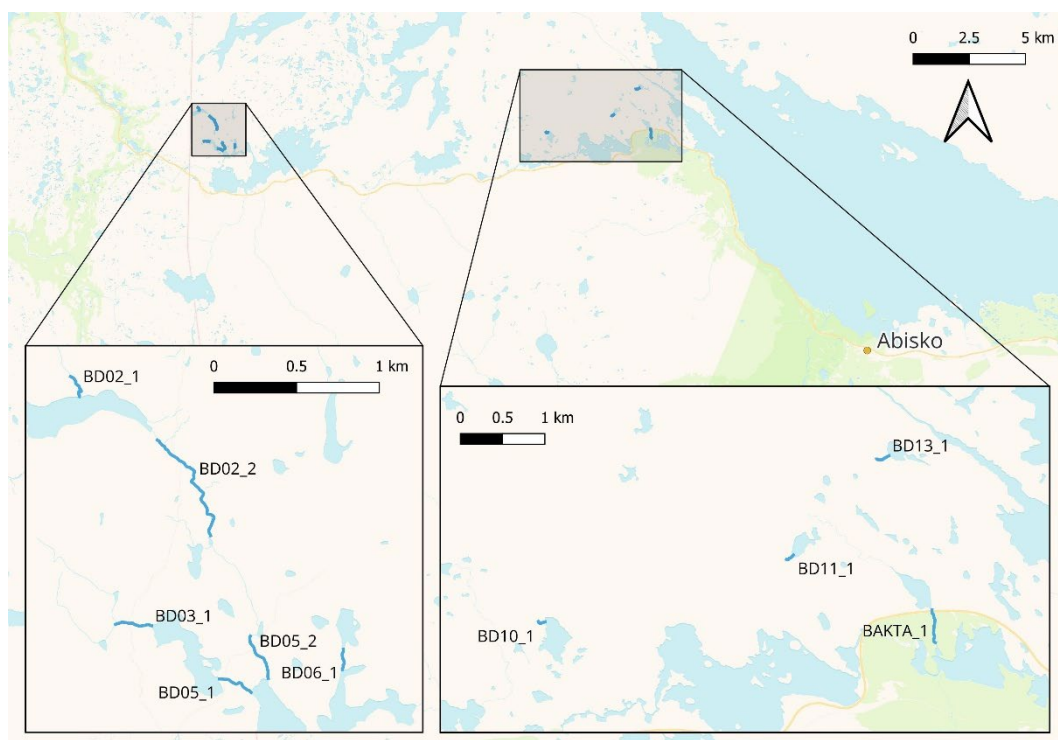 0 2.5 5 km
Abisko
0 0.5 1 km
BD02_1
BD02_2
BD03_1
BD05_2
BD06_1
BD05_1
0 0.5 1 km
BD13_1
BD11_1
BD10_1
BAKTA_1